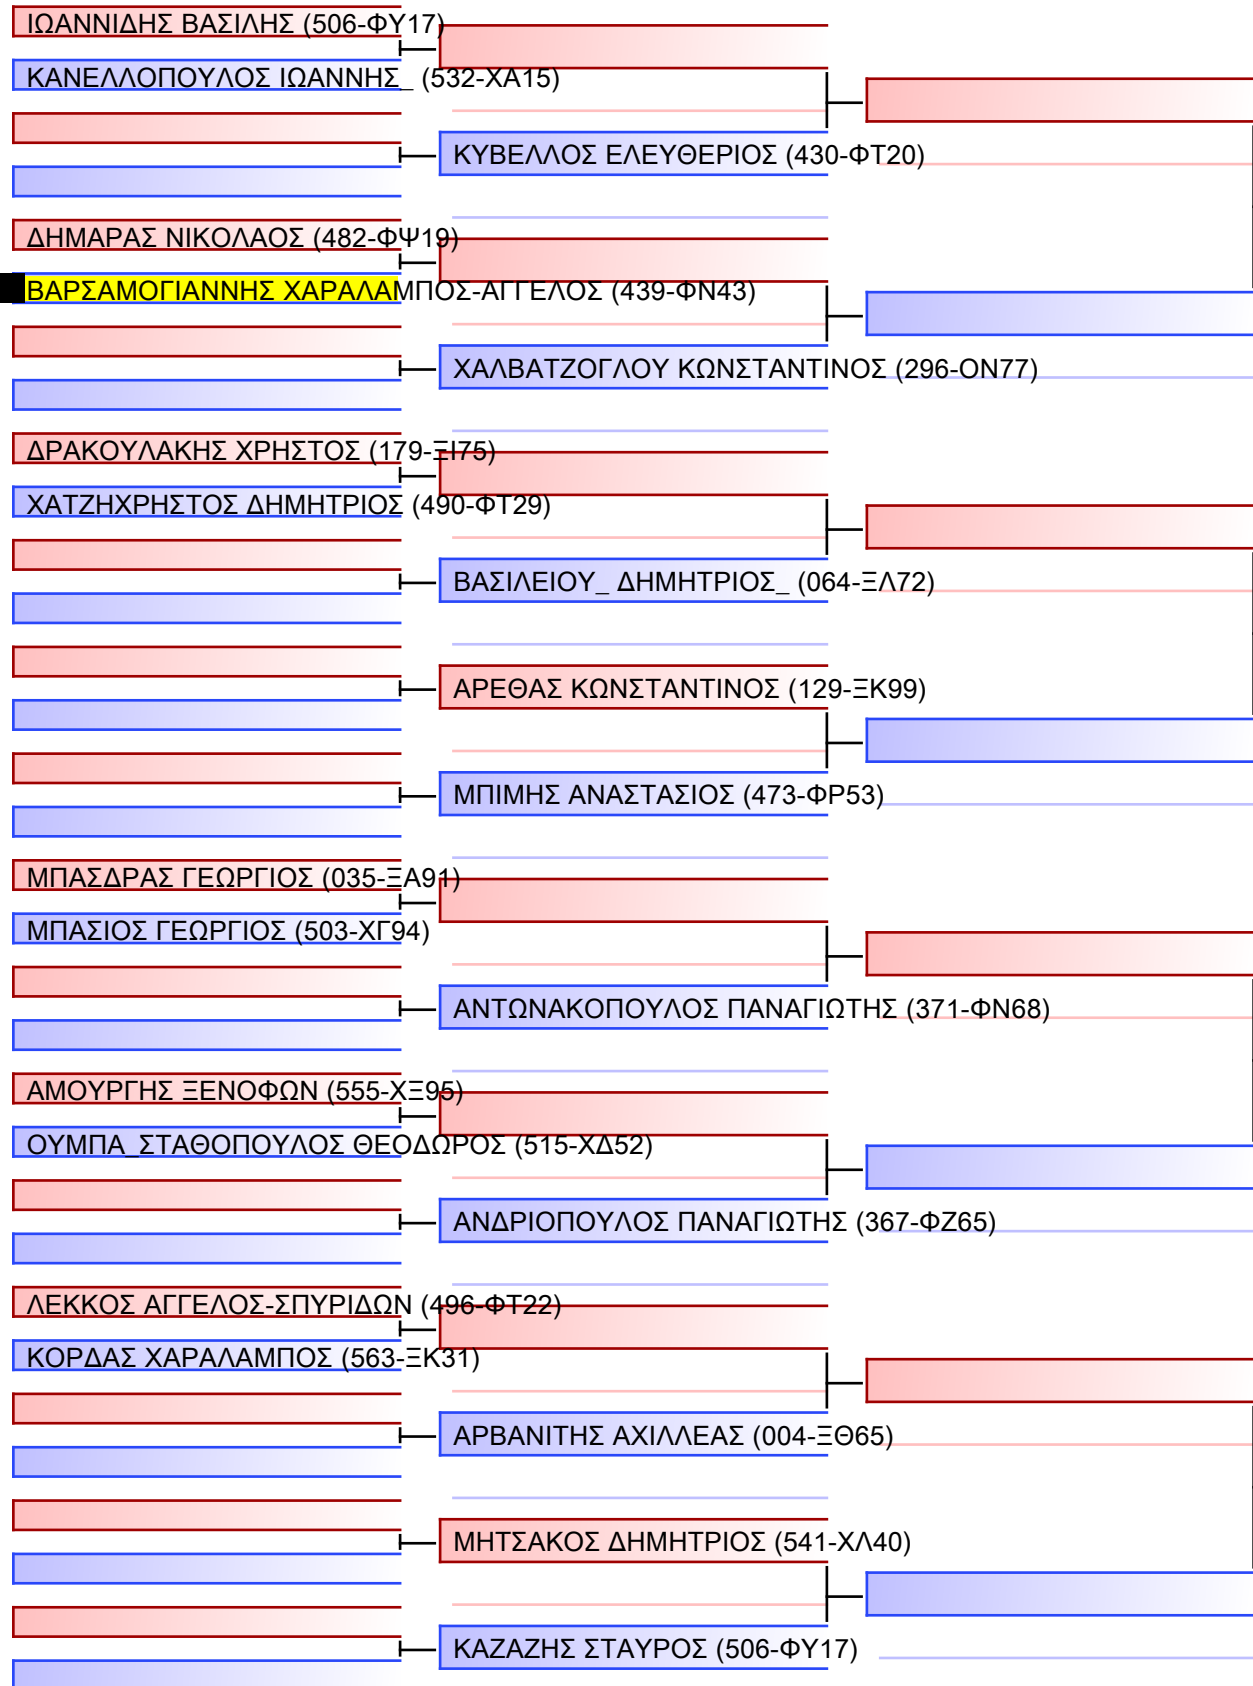 ΙΩΑΝΝΙΔΗΣ ΒΑΣΙΛΗΣ (506-ΦΥ17)
ΚΑΝΕΛΛΟΠΟΥΛΟΣ ΙΩΑΝΝΗΣ_ (532-ΧΑ15)
ΚΥΒΕΛΛΟΣ ΕΛΕΥΘΕΡΙΟΣ (430-ΦΤ20)
ΔΗΜΑΡΑΣ ΝΙΚΟΛΑΟΣ (482-ΦΨ19)
ΒΑΡΣΑΜΟΓΙΑΝΝΗΣ ΧΑΡΑΛΑΜΠΟΣ-ΑΓΓΕΛΟΣ (439-ΦΝ43)
ΧΑΛΒΑΤΖΟΓΛΟΥ ΚΩΝΣΤΑΝΤΙΝΟΣ (296-ΟΝ77)
ΔΡΑΚΟΥΛΑΚΗΣ ΧΡΗΣΤΟΣ (179-ΞΙ75)
ΧΑΤΖΗΧΡΗΣΤΟΣ ΔΗΜΗΤΡΙΟΣ (490-ΦΤ29)
ΒΑΣΙΛΕΙΟΥ_ ΔΗΜΗΤΡΙΟΣ_ (064-ΞΛ72)
ΑΡΕΘΑΣ ΚΩΝΣΤΑΝΤΙΝΟΣ (129-ΞΚ99)
ΜΠΙΜΗΣ ΑΝΑΣΤΑΣΙΟΣ (473-ΦΡ53)
ΜΠΑΣΔΡΑΣ ΓΕΩΡΓΙΟΣ (035-ΞΑ91)
ΜΠΑΣΙΟΣ ΓΕΩΡΓΙΟΣ (503-ΧΓ94)
ΑΝΤΩΝΑΚΟΠΟΥΛΟΣ ΠΑΝΑΓΙΩΤΗΣ (371-ΦΝ68)
ΑΜΟΥΡΓΗΣ ΞΕΝΟΦΩΝ (555-ΧΞ95)
ΟΥΜΠΑ_ΣΤΑΘΟΠΟΥΛΟΣ ΘΕΟΔΩΡΟΣ (515-ΧΔ52)
ΑΝΔΡΙΟΠΟΥΛΟΣ ΠΑΝΑΓΙΩΤΗΣ (367-ΦΖ65)
ΛΕΚΚΟΣ ΑΓΓΕΛΟΣ-ΣΠΥΡΙΔΩΝ (496-ΦΤ22)
ΚΟΡΔΑΣ ΧΑΡΑΛΑΜΠΟΣ (563-ΞΚ31)
ΑΡΒΑΝΙΤΗΣ ΑΧΙΛΛΕΑΣ (004-ΞΘ65)
ΜΗΤΣΑΚΟΣ ΔΗΜΗΤΡΙΟΣ (541-ΧΛ40)
ΚΑΖΑΖΗΣ ΣΤΑΥΡΟΣ (506-ΦΥ17)